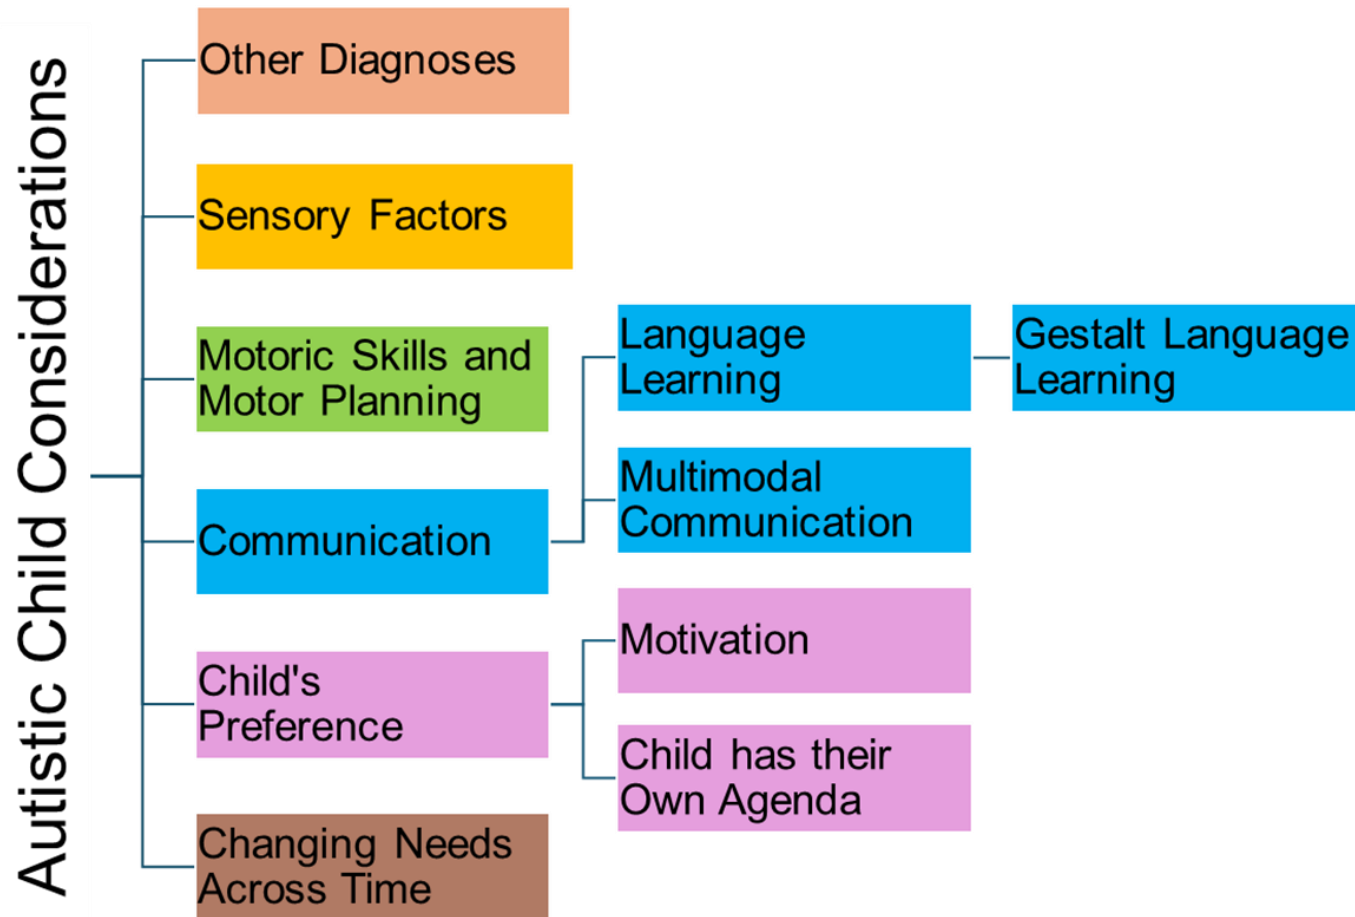 Autistic Child Considerations
Other Diagnoses
Sensory Factors
Motoric Skills and
Motor Planning
Communication
Language
Learning
Gestalt Language
Learning
Multimodal
Communication
Child's
Preference
Motivation
Child has their
Own Agenda
Changing Needs
Across Time